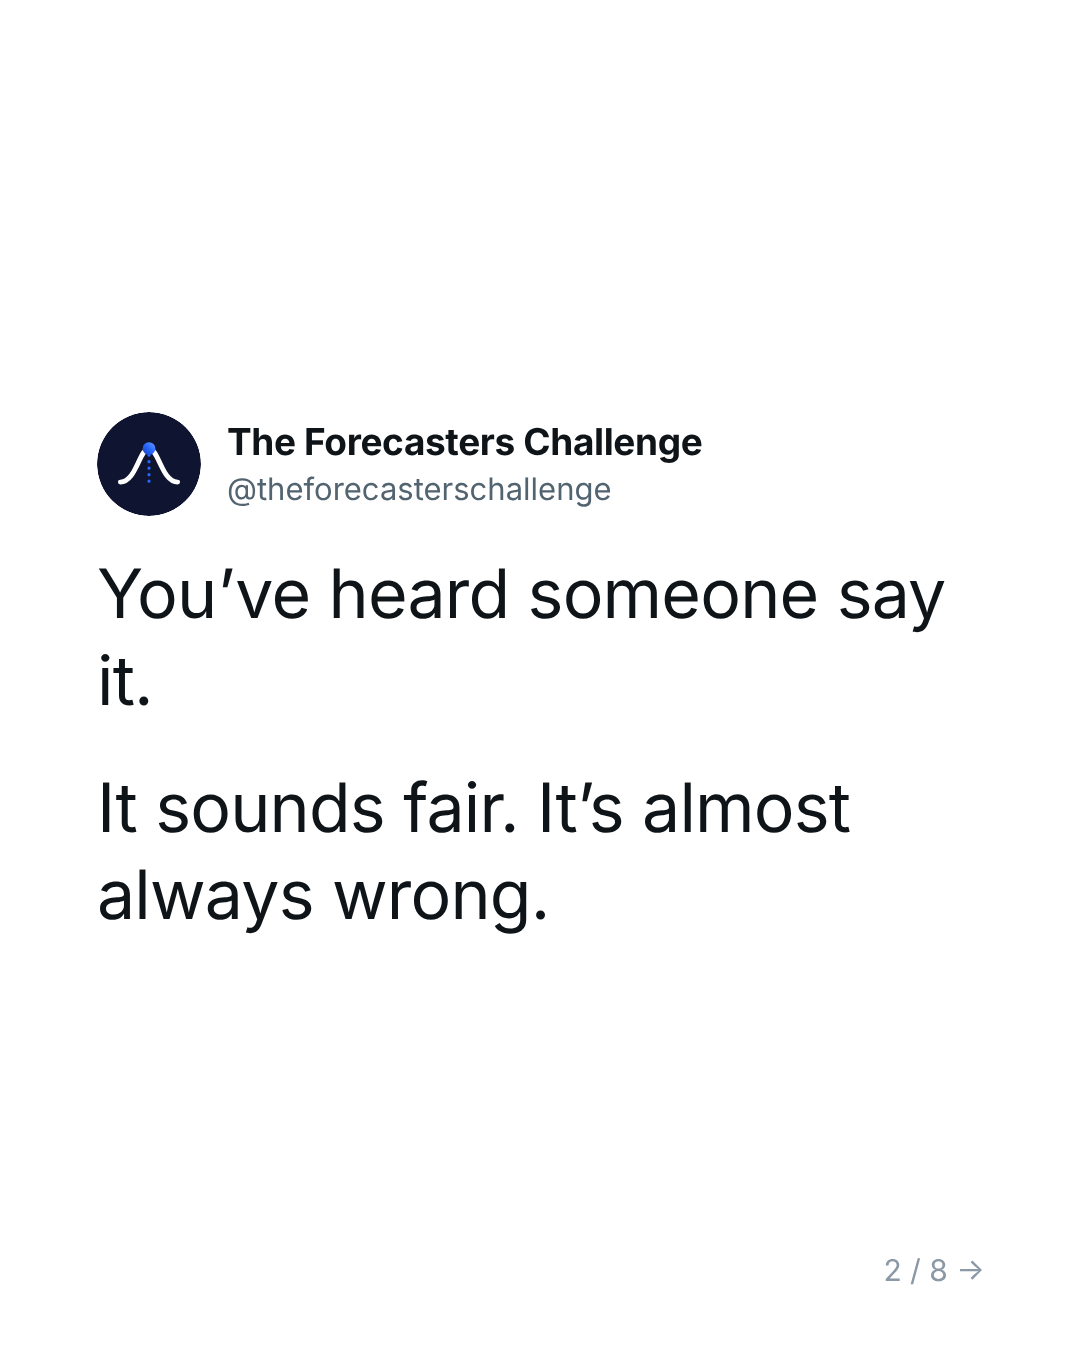 The Forecasters Challenge
@theforecasterschallenge
You’ve heard someone say
it.
It sounds fair. It’s almost
always wrong.
2 / 8 →